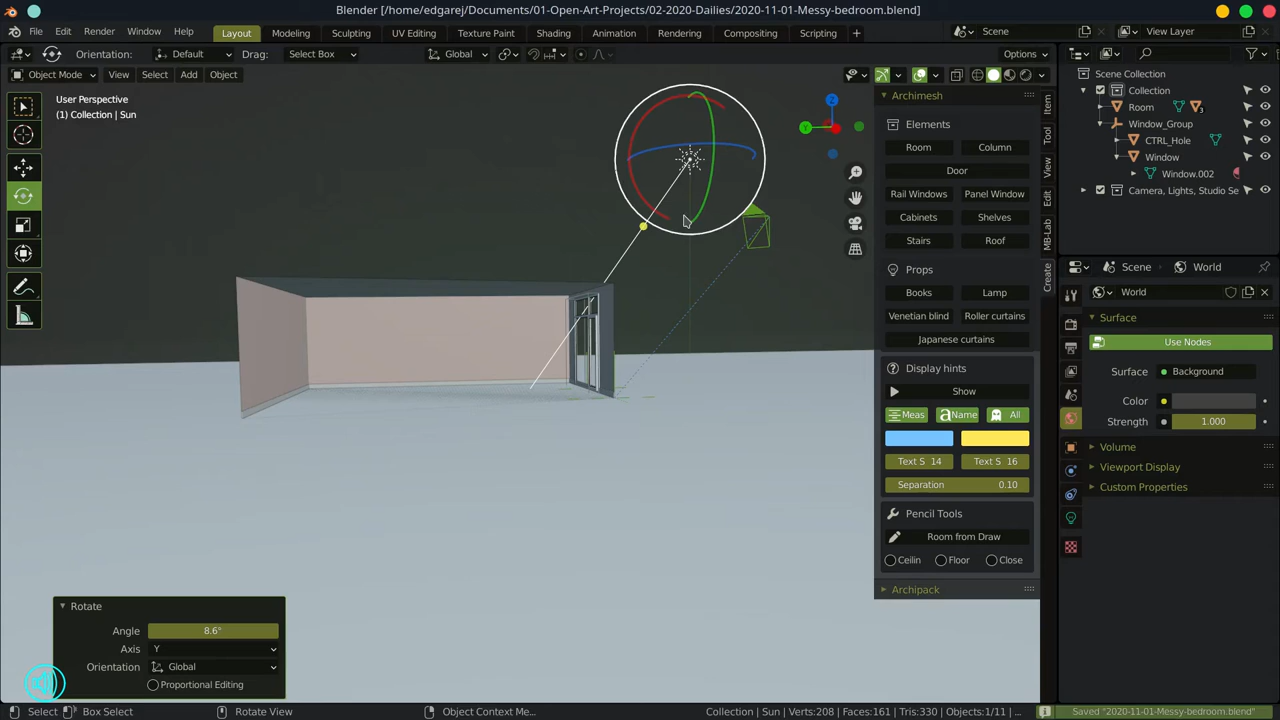 Blender [/home/edgarej/Documents/01-Open-Art-Projects/02-2020-Dailies/2020-11-01-Messy-bedroom.blend]
File Edit Render Window Help Layout Modeling Sculpting UV Editing Texture Paint Shading Animation Rendering Compositing Scripting + Scene View Layer
Orientation: Default Drag: Select Box Global Options
Object Mode View Select Add Object
Scene Collection
Collection
Room
Window_Group
CTRL_Hole
Window
Window.002
Camera, Lights, Studio Se
User Perspective
(1) Collection | Sun
Z
Y
Archimesh
Elements
Room Column
Door
Rail Windows Panel Window
Cabinets Shelves
Stairs Roof
Props
Books Lamp
Venetian blind Roller curtains
Japanese curtains
Display hints
Show
Meas Name All
Text S 14 Text S 16
Separation 0.10
Pencil Tools
Room from Draw
Ceilin Floor Close
Archipack
Item
Tool
View
Edit
MB-Lab
Create
Scene World
World
Surface
Use Nodes
Surface Background
Color
Strength 1.000
Volume
Viewport Display
Custom Properties
Rotate
Angle 8.6°
Axis Y
Orientation Global
Proportional Editing
Select Box Select Rotate View Object Context Me... Collection | Sun | Verts:208 | Faces:161 | Tris:330 | Objects:1/11 | ... Saved "2020-11-01-Messy-bedroom.blend"